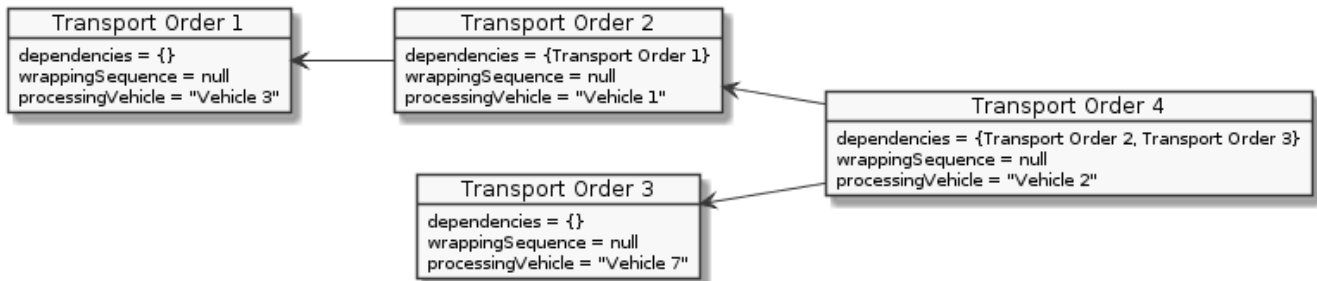 Transport Order 1
dependencies = {}
wrappingSequence = null
processingVehicle = "Vehicle 3"
Transport Order 2
dependencies = {Transport Order 1}
wrappingSequence = null
processingVehicle = "Vehicle 1"
Transport Order 3
dependencies = {}
wrappingSequence = null
processingVehicle = "Vehicle 7"
Transport Order 4
dependencies = {Transport Order 2, Transport Order 3}
wrappingSequence = null
processingVehicle = "Vehicle 2"